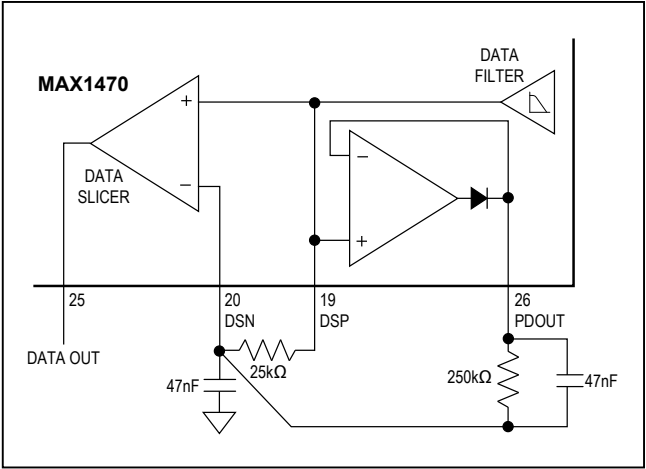 DATA
FILTER
MAX1470
+
−
DATA
SLICER
−
+
25
20
19
26
DSN
DSP
PDOUT
DATA OUT
25kΩ
47nF
250kΩ
47nF